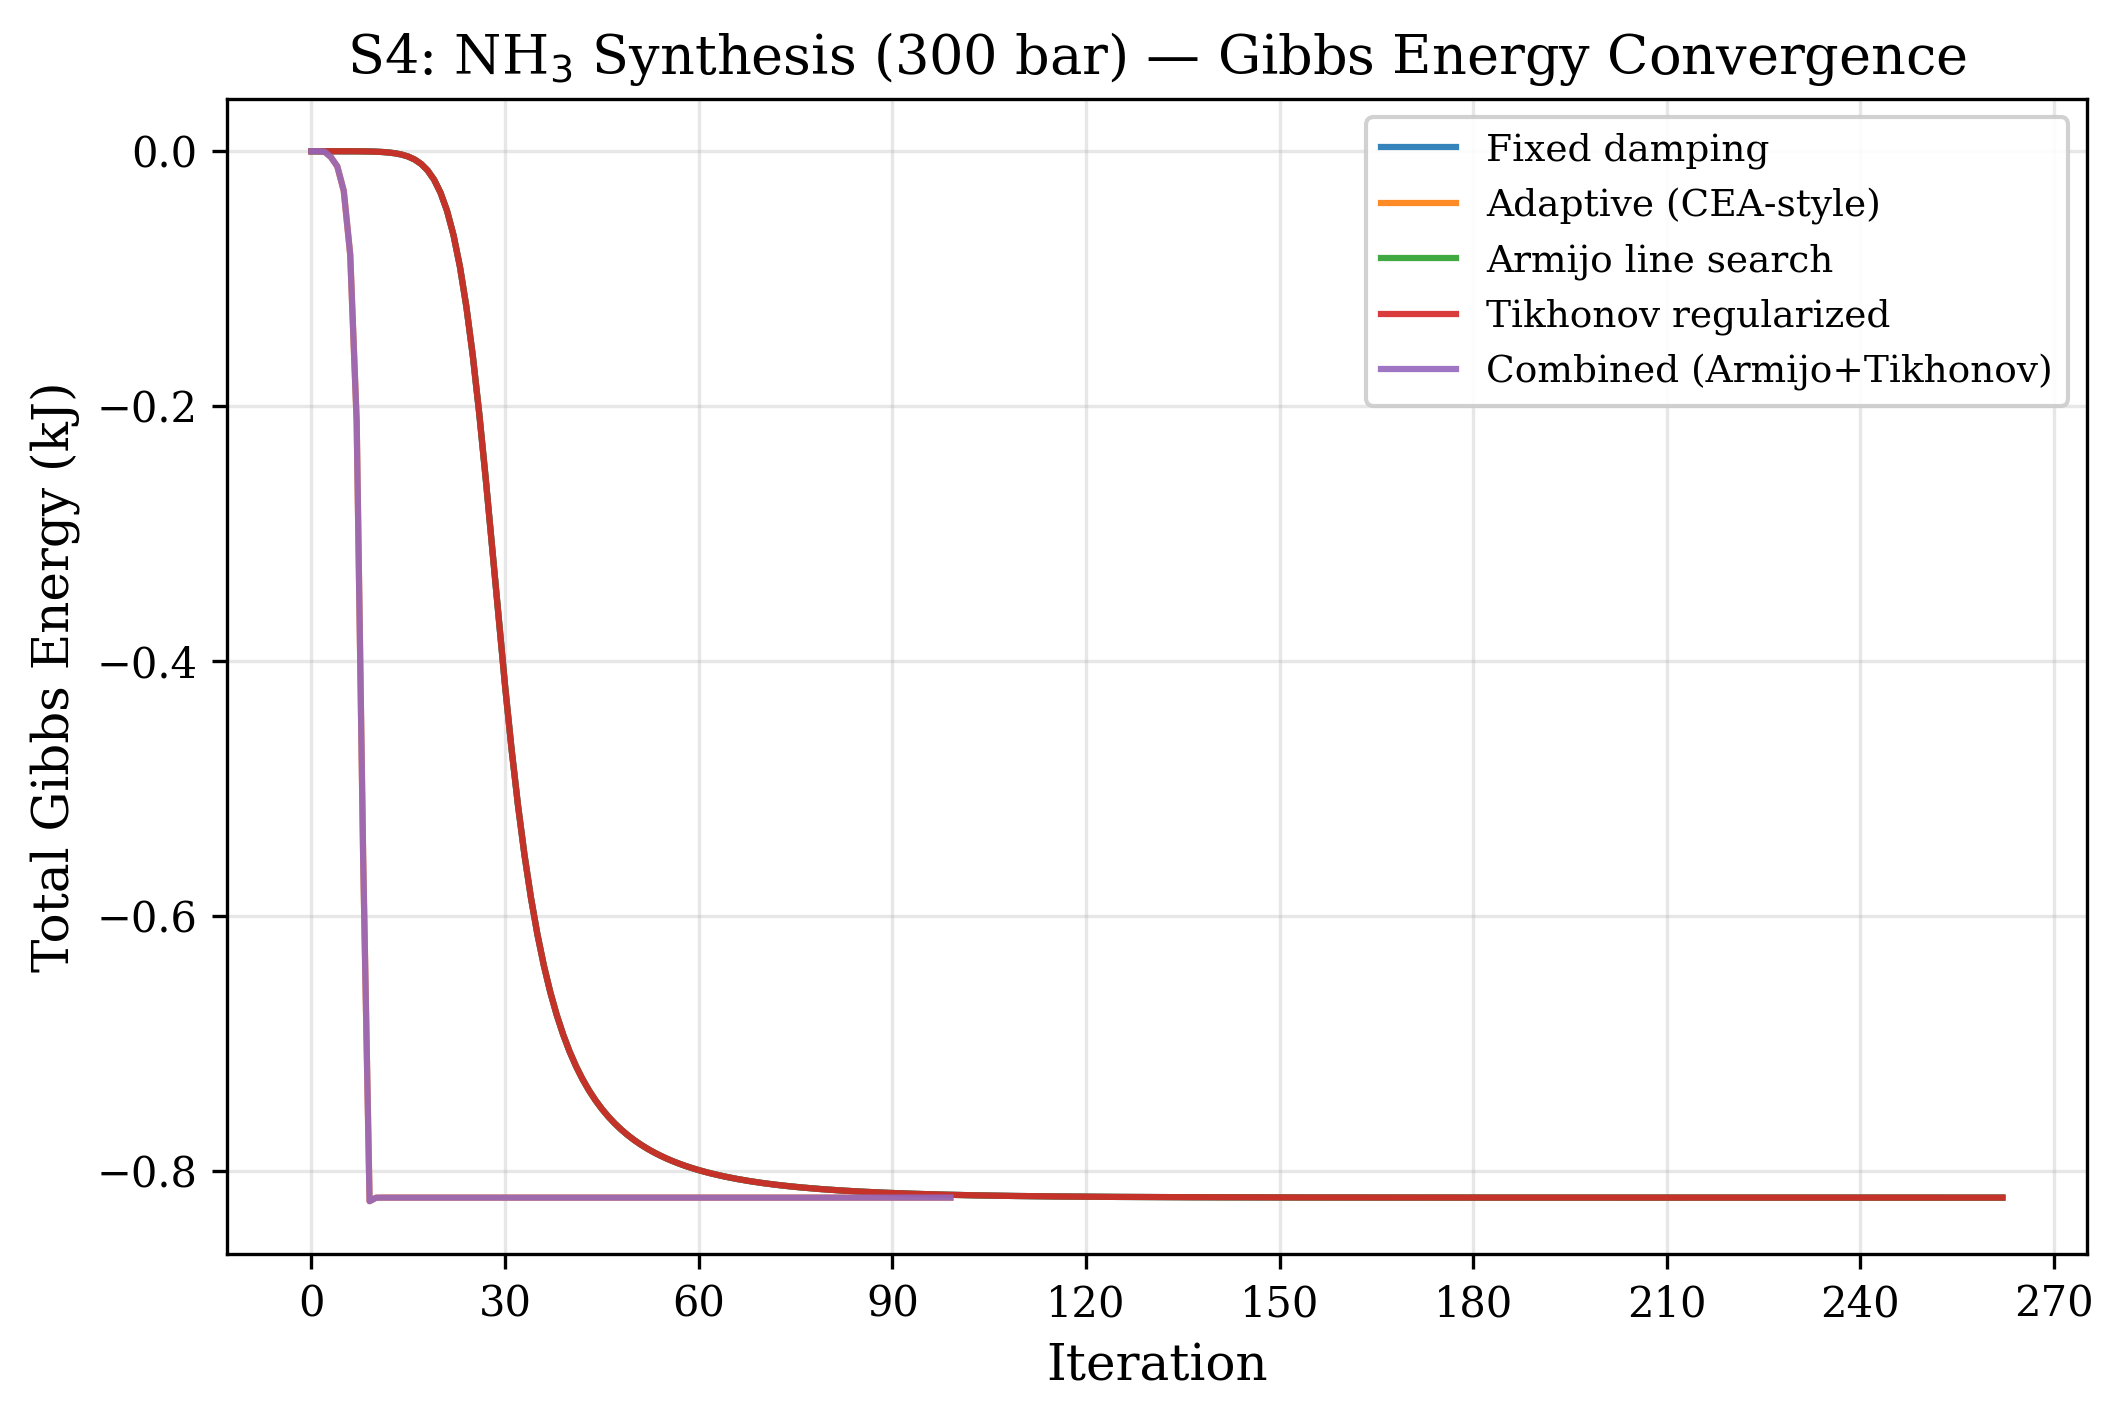 S4: NH₃ Synthesis (300 bar) — Gibbs Energy Convergence
Fixed damping
Adaptive (CEA-style)
Armijo line search
Tikhonov regularized
Combined (Armijo+Tikhonov)
Total Gibbs Energy (kJ)
0.0
−0.2
−0.4
−0.6
−0.8
0 30 60 90 120 150 180 210 240 270
Iteration